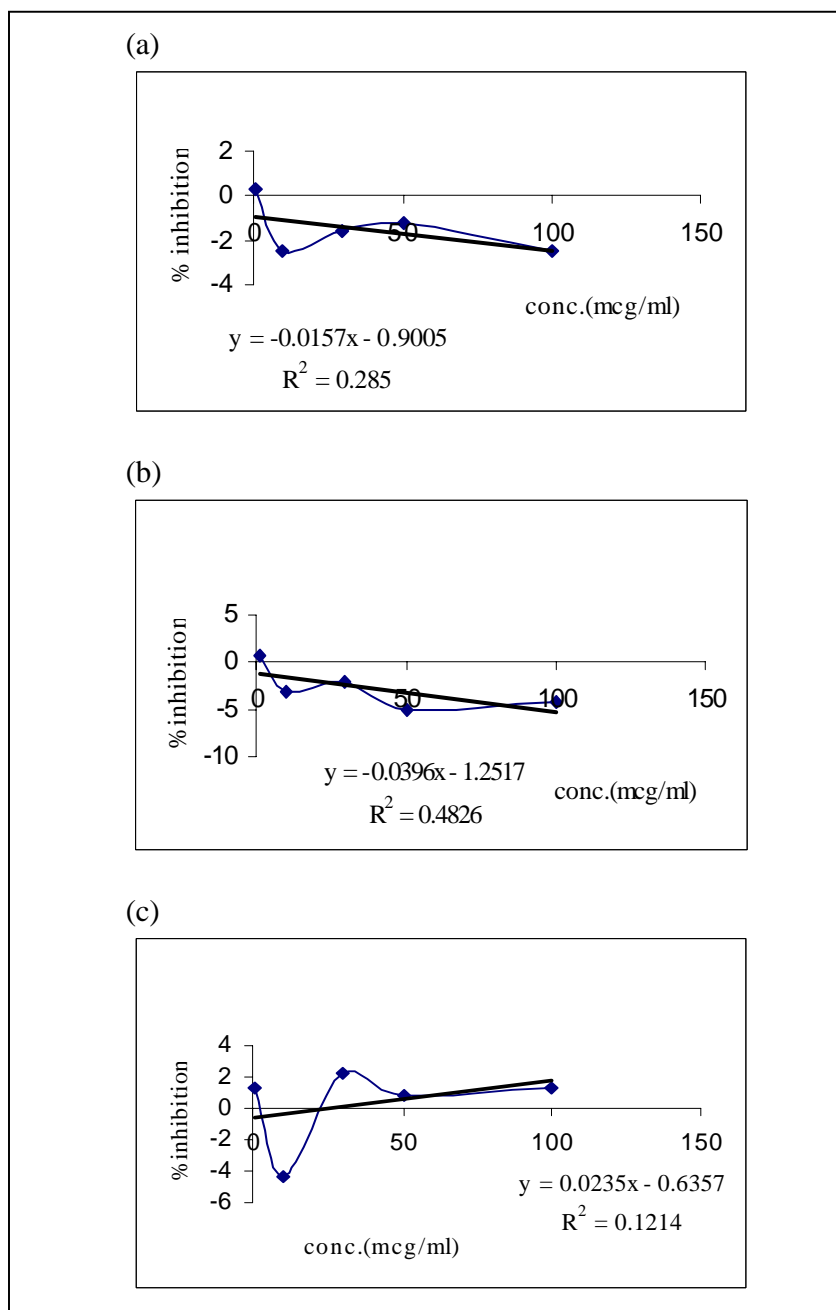 (a)
2
0
-2
-4
% inhibition
0
50
100
150
conc.(mcg/ml)
y = -0.0157x - 0.9005
R² = 0.285
(b)
5
0
-5
-10
% inhibition
0
50
100
150
y = -0.0396x - 1.2517
conc.(mcg/ml)
R² = 0.4826
(c)
4
2
0
-2
-4
-6
% inhibition
0
50
100
150
y = 0.0235x - 0.6357
R² = 0.1214
conc.(mcg/ml)